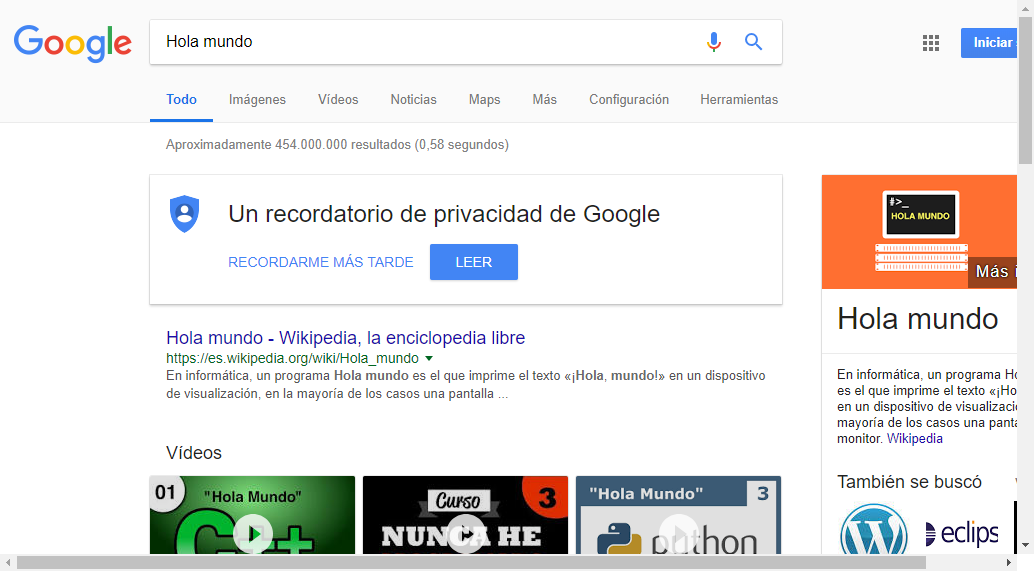 Google
Hola mundo
Iniciar
Todo Imágenes Vídeos Noticias Maps Más Configuración Herramientas
Aproximadamente 454.000.000 resultados (0,58 segundos)
Un recordatorio de privacidad de Google
RECORDARME MÁS TARDE LEER
Hola mundo - Wikipedia, la enciclopedia libre
https://es.wikipedia.org/wiki/Hola_mundo
En informática, un programa Hola mundo es el que imprime el texto «¡Hola, mundo!» en un dispositivo
de visualización, en la mayoría de los casos una pantalla ...
Vídeos
01
"Hola Mundo"
C++
Curso
3
NUNCA HE
"Hola Mundo" 3
python
#>_
HOLA MUNDO
Más i
Hola mundo
En informática, un programa Ho
es el que imprime el texto «¡Ho
en un dispositivo de visualizaci
mayoría de los casos una panta
monitor. Wikipedia
También se buscó
W
eclips